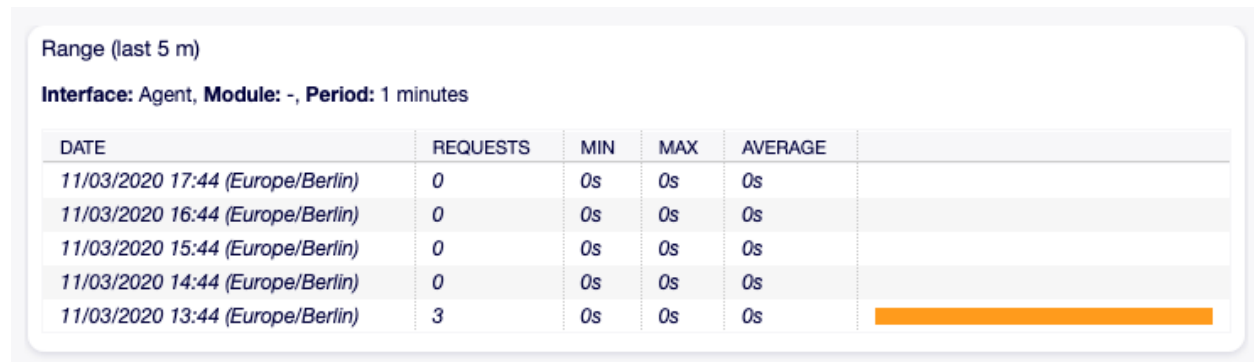 Range (last 5 m)
Interface: Agent, Module: -, Period: 1 minutes
DATE REQUESTS MIN MAX AVERAGE
11/03/2020 17:44 (Europe/Berlin) 0 0s 0s 0s
11/03/2020 16:44 (Europe/Berlin) 0 0s 0s 0s
11/03/2020 15:44 (Europe/Berlin) 0 0s 0s 0s
11/03/2020 14:44 (Europe/Berlin) 0 0s 0s 0s
11/03/2020 13:44 (Europe/Berlin) 3 0s 0s 0s